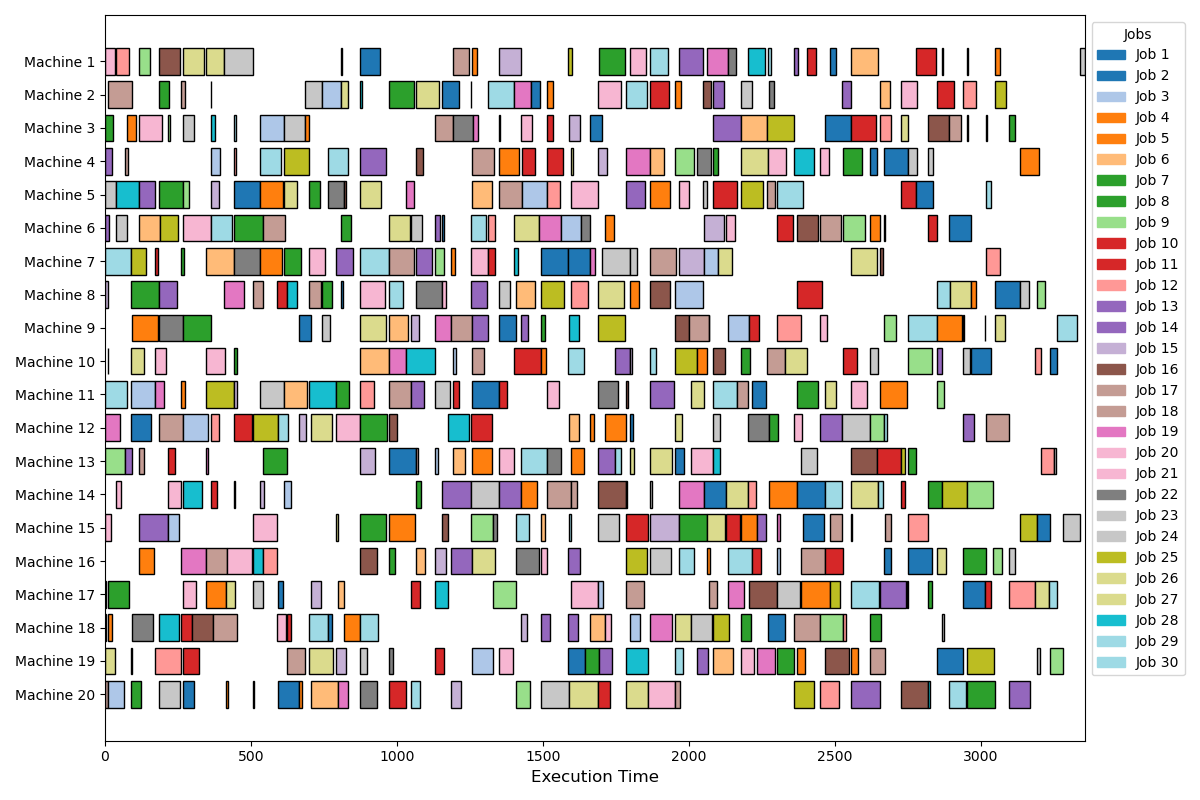 Machine 1
Machine 2
Machine 3
Machine 4
Machine 5
Machine 6
Machine 7
Machine 8
Machine 9
Machine 10
Machine 11
Machine 12
Machine 13
Machine 14
Machine 15
Machine 16
Machine 17
Machine 18
Machine 19
Machine 20
0 500 1000 1500 2000 2500 3000
Execution Time
Jobs
Job 1
Job 2
Job 3
Job 4
Job 5
Job 6
Job 7
Job 8
Job 9
Job 10
Job 11
Job 12
Job 13
Job 14
Job 15
Job 16
Job 17
Job 18
Job 19
Job 20
Job 21
Job 22
Job 23
Job 24
Job 25
Job 26
Job 27
Job 28
Job 29
Job 30